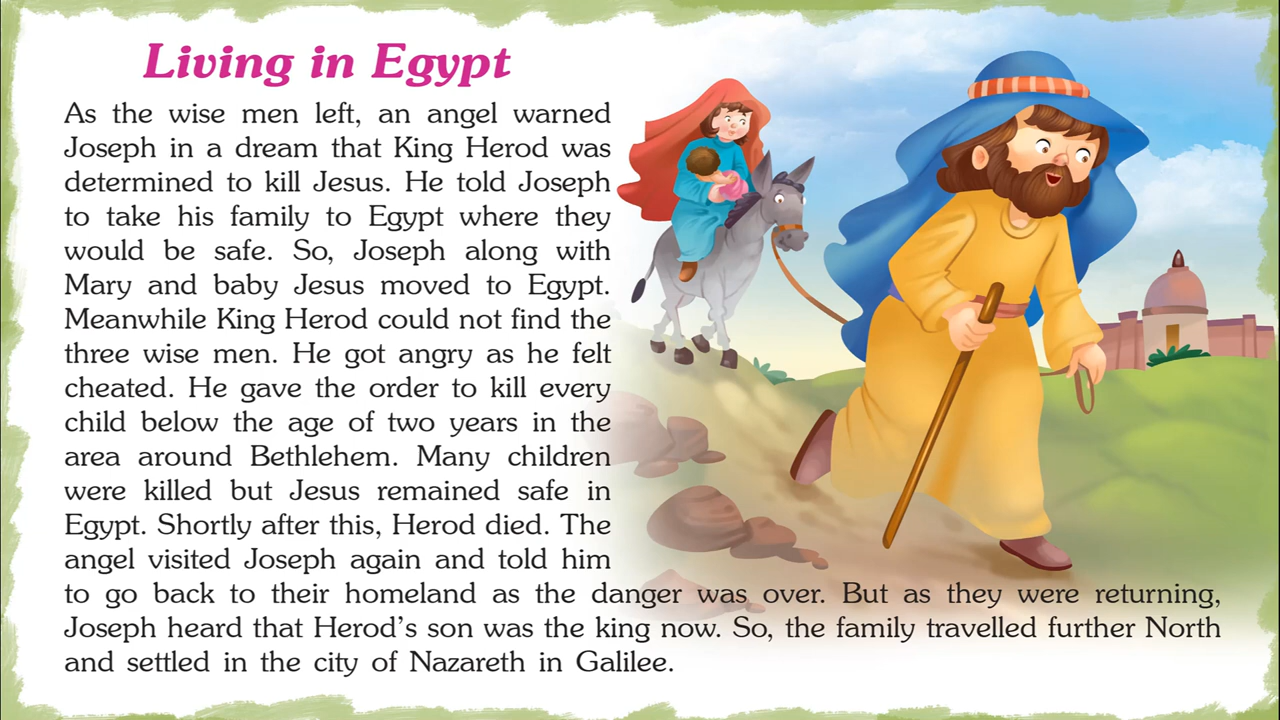 Living in Egypt
As the wise men left, an angel warned
Joseph in a dream that King Herod was
determined to kill Jesus. He told Joseph
to take his family to Egypt where they
would be safe. So, Joseph along with
Mary and baby Jesus moved to Egypt.
Meanwhile King Herod could not find the
three wise men. He got angry as he felt
cheated. He gave the order to kill every
child below the age of two years in the
area around Bethlehem. Many children
were killed but Jesus remained safe in
Egypt. Shortly after this, Herod died. The
angel visited Joseph again and told him
to go back to their homeland as the danger was over. But as they were returning,
Joseph heard that Herod's son was the king now. So, the family travelled further North
and settled in the city of Nazareth in Galilee.